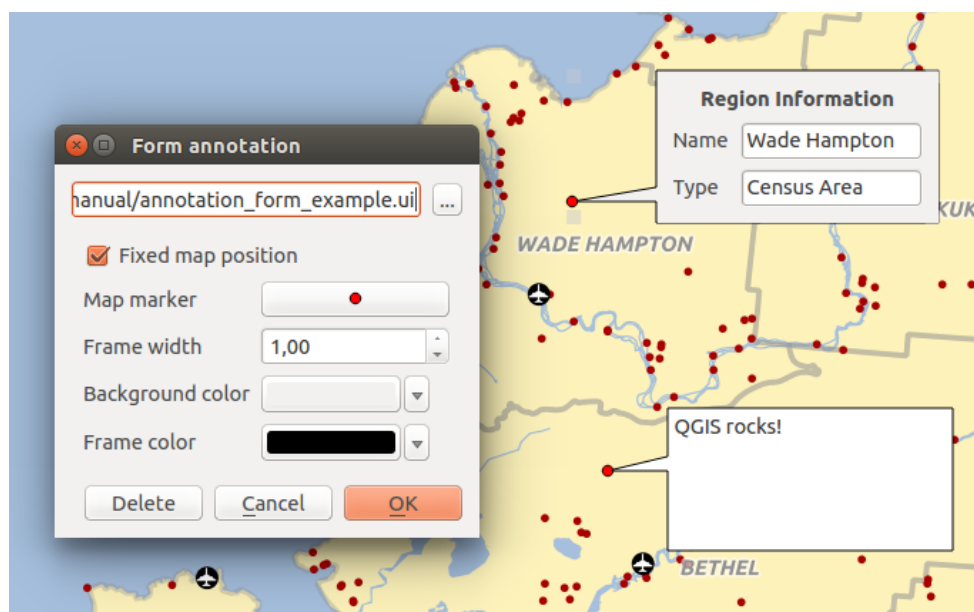 Form annotation
nanual/annotation_form_example.ui
...
Fixed map position
Map marker
Frame width
1,00
Background color
Frame color
Delete
Cancel
OK
Region Information
Name
Wade Hampton
Type
Census Area
KUK
WADE HAMPTON
QGIS rocks!
BETHEL